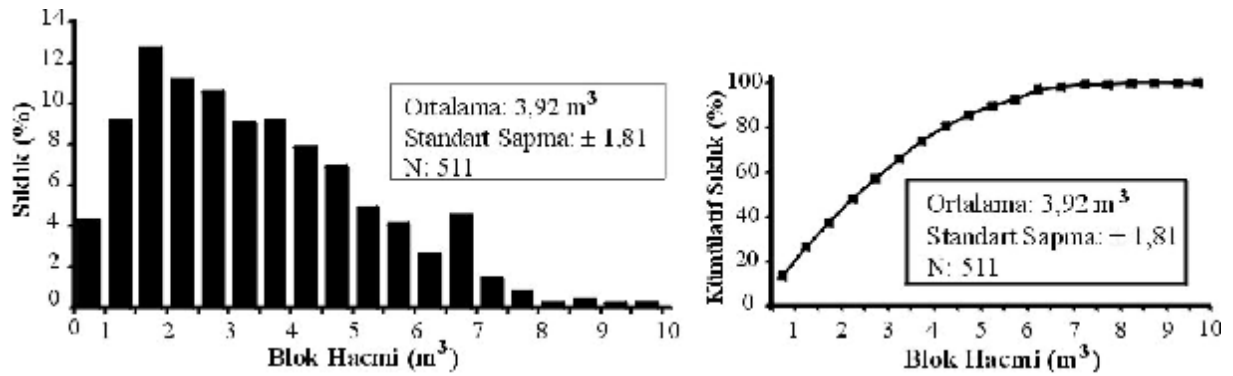 Sıklık (%)
14
12
10
8
6
4
2
0
Ortalama: 3,92 m³
Standart Sapma: ± 1,81
N: 511
0 1 2 3 4 5 6 7 8 9 10
Blok Hacmi (m³)
Kümülatif Sıklık (%)
100
80
60
40
20
0
Ortalama: 3,92 m³
Standart Sapma: ± 1,81
N: 511
1 2 3 4 5 6 7 8 9 10
Blok Hacmi (m³)